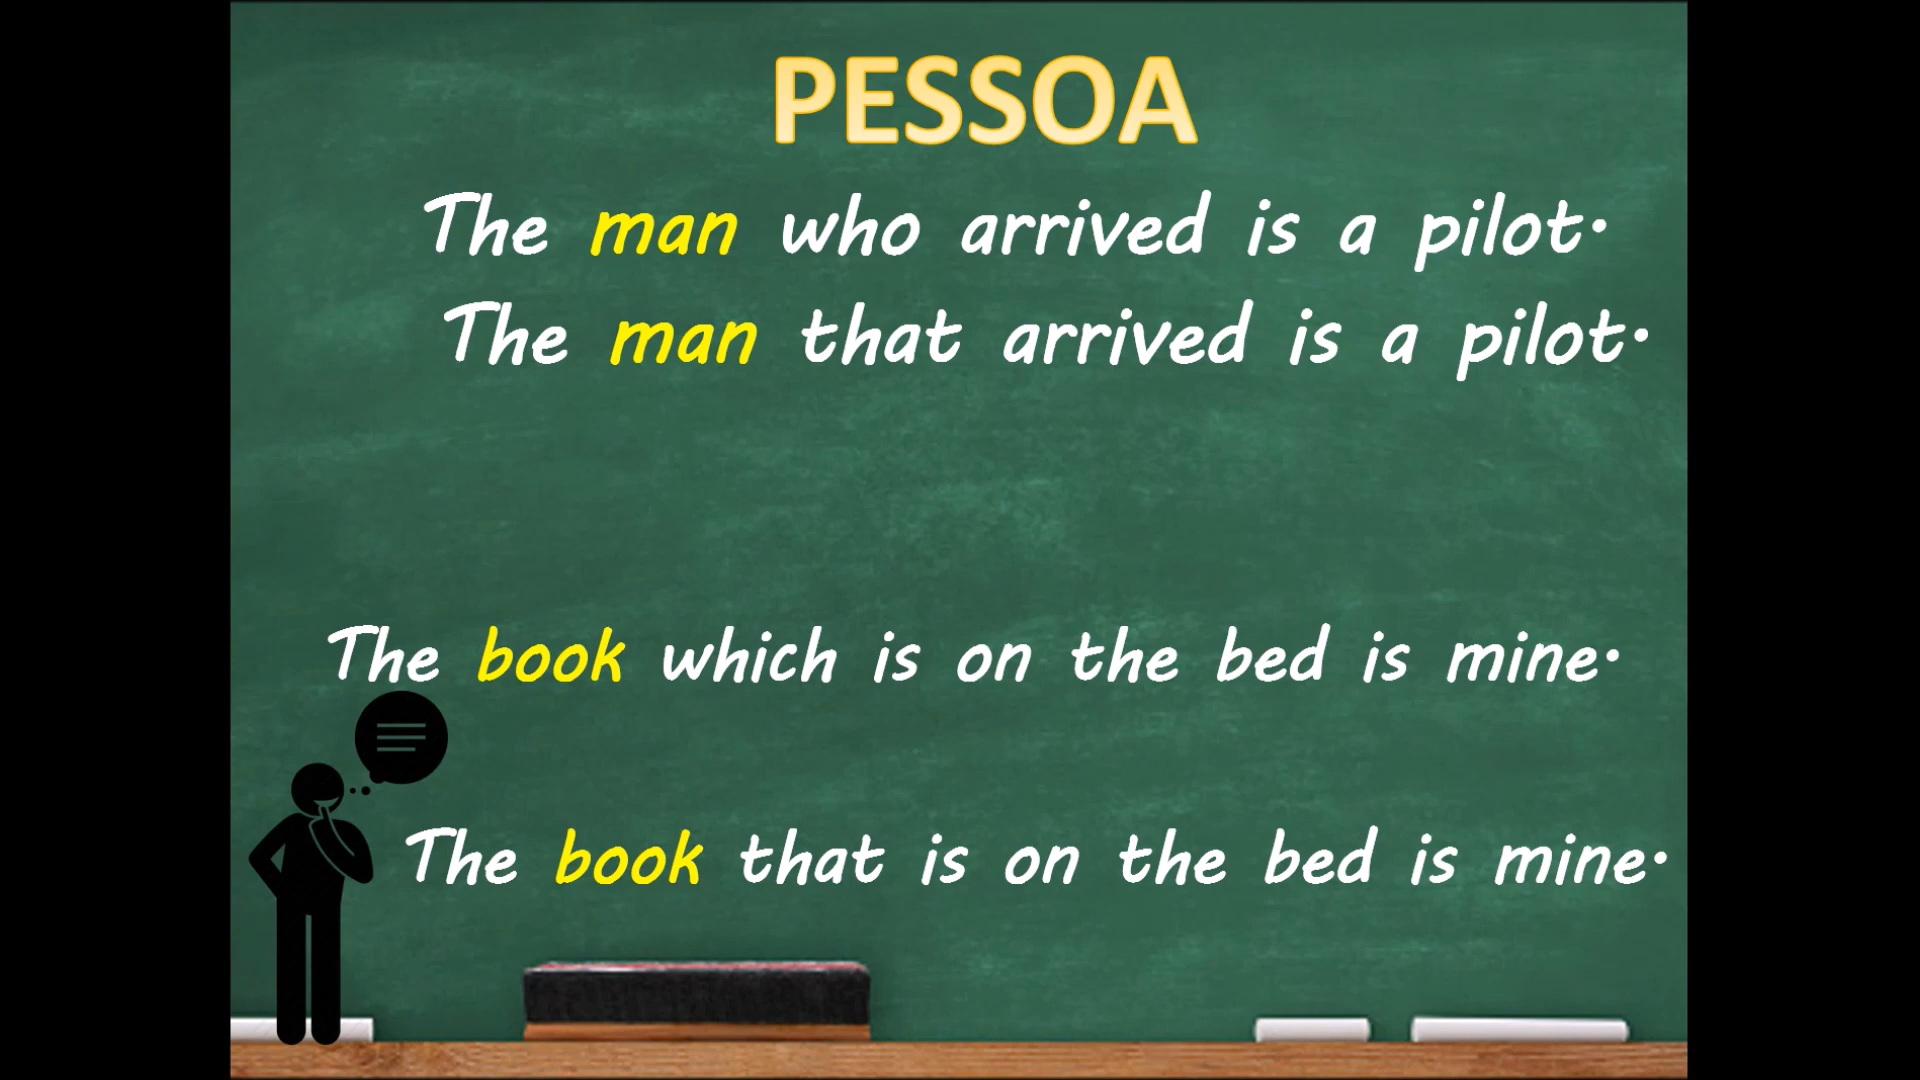 PESSOA
The man who arrived is a pilot.
The man that arrived is a pilot.
The book which is on the bed is mine.
The book that is on the bed is mine.